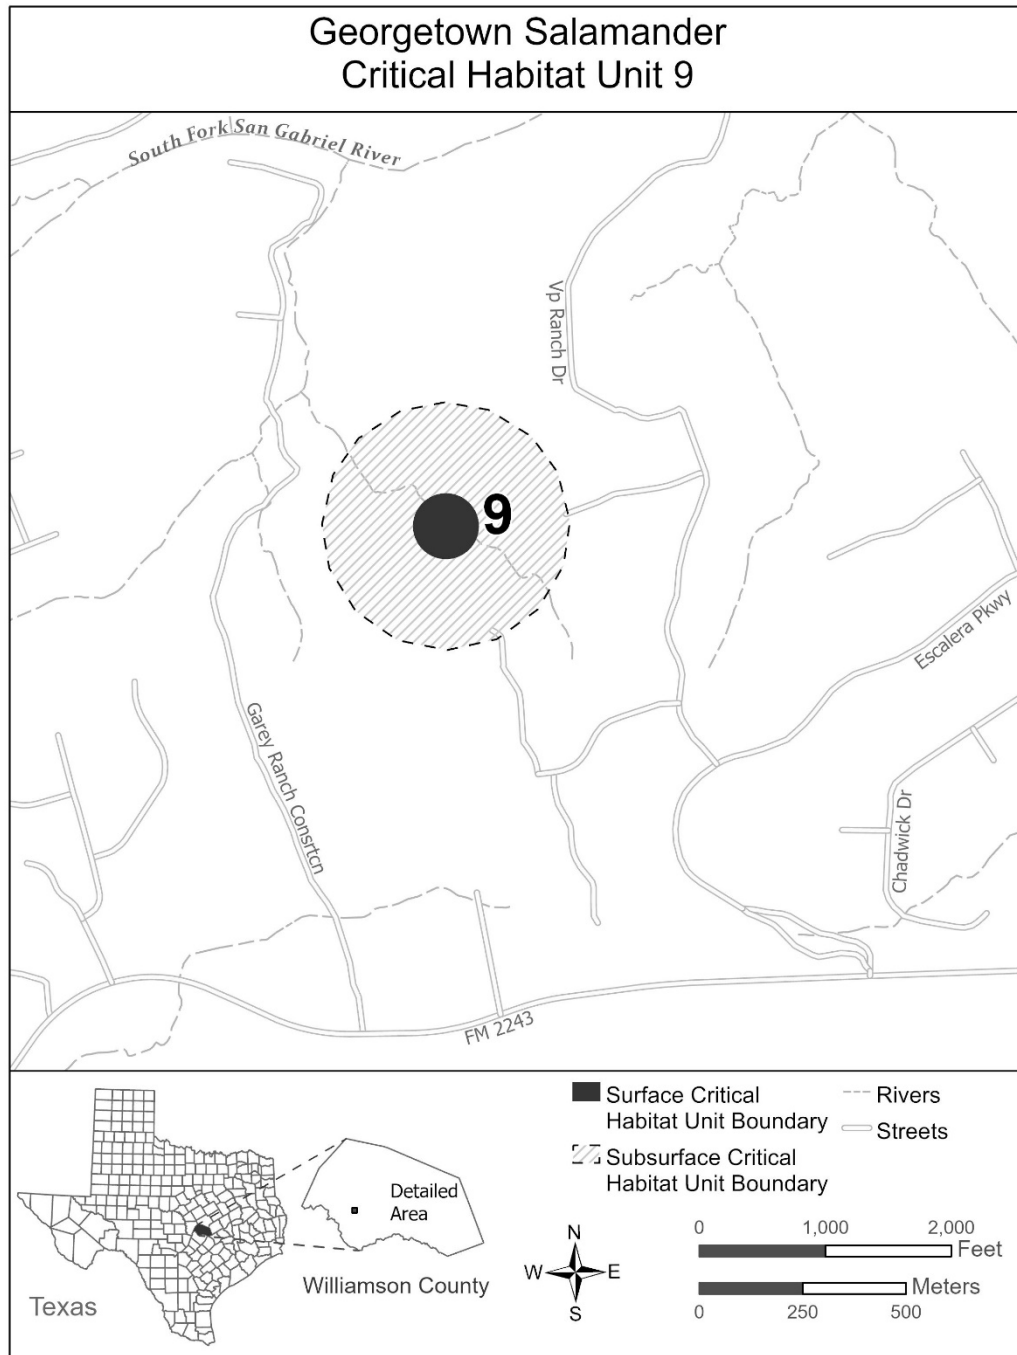 Georgetown Salamander
Critical Habitat Unit 9
South Fork San Gabriel River
Vp Ranch Dr
9
Escalera Pkwy
Garey Ranch Consrtcn
Chadwick Dr
FM 2243
Surface Critical
Habitat Unit Boundary
Subsurface Critical
Habitat Unit Boundary
Rivers
Streets
Detailed
Area
Williamson County
Texas
N
W E
S
0 1,000 2,000
Feet
Meters
0 250 500